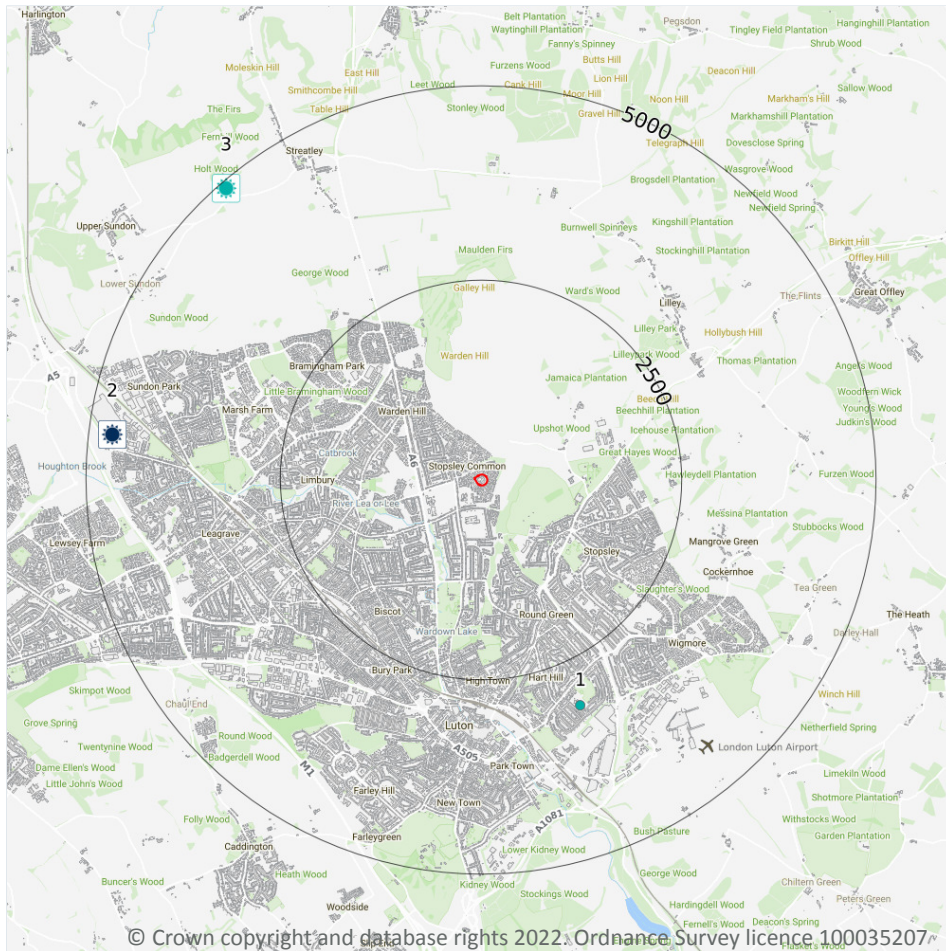 Harlington
Belt Plantation
Pegsdon
Waytinghill Plantation
Tingley Field Plantation
Hanginghill Plantation
Fanny's Spinney
Shrub Wood
Moleskin Hill
East Hill
Furzens Wood
Butts Hill
Deacon Hill
Leet Wood
Cank Hill
Lion Hill
Smithcombe Hill
Moor Hill
Noon Hill
Markham's Hill
Sallow Wood
The Firs
Table Hill
Stonley Wood
Gravel Hill
5000
Markhamshill Plantation
Fernhill Wood
Telegraph Hill
Dovesclose Spring
3
Streatley
Holt Wood
Wasgrove Wood
Brogsdell Plantation
Newfield Wood
Newfield Spring
Upper Sundon
Burnwell Spinneys
Kingshill Plantation
Birkitt Hill
Maulden Firs
Stockinghill Plantation
Offley Hill
George Wood
Lower Sundon
Galley Hill
Ward's Wood
The Flints
Great Offley
Lilley
Sundon Wood
Lilley Park
Hollybush Hill
Warden Hill
Lilleypark Wood
Thomas Plantation
Bramingham Park
2500
Angel's Wood
A5
Sundon Park
Jamaica Plantation
2
Little Bramingham Wood
Woodfern Wick
Marsh Farm
Warden Hill
Beechhill Plantation
Young's Wood
Upshot Wood
Icehouse Plantation
Judkin's Wood
Catbrook
A6
Great Hayes Wood
Houghton Brook
Stopsley Common
Hawleydell Plantation
Furzen Wood
Limbury
River Lea or Lee
Messina Plantation
Stubbocks Wood
Leagrave
Lewsey Farm
Stopsley
Mangrove Green
Cockernhoe
Slaughter's Wood
Tea Green
Biscot
Round Green
The Heath
Wardown Lake
Wigmore
Darley Hall
Bury Park
High Town
Hart Hill
1
Skimpot Wood
Winch Hill
Chaul End
Grove Spring
Luton
Netherfield Spring
Round Wood
London Luton Airport
Twentynine Wood
Badgerdell Wood
A505
Dame Ellen's Wood
M1
Park Town
Limekiln Wood
Little John's Wood
Farley Hill
Shotmore Plantation
New Town
Folly Wood
A1081
Withstocks Wood
Farleygreen
Bush Pasture
Garden Plantation
Caddington
Lower Kidney Wood
Heath Wood
George Wood
Buncer's Wood
Kidney Wood
Chiltern Green
Stockings Wood
Hardingdell Wood
Peters Green
Woodside
Fernell's Wood
Deacon's Spring
© Crown copyright and database rights 2022. Ordnance Survey licence 100035207